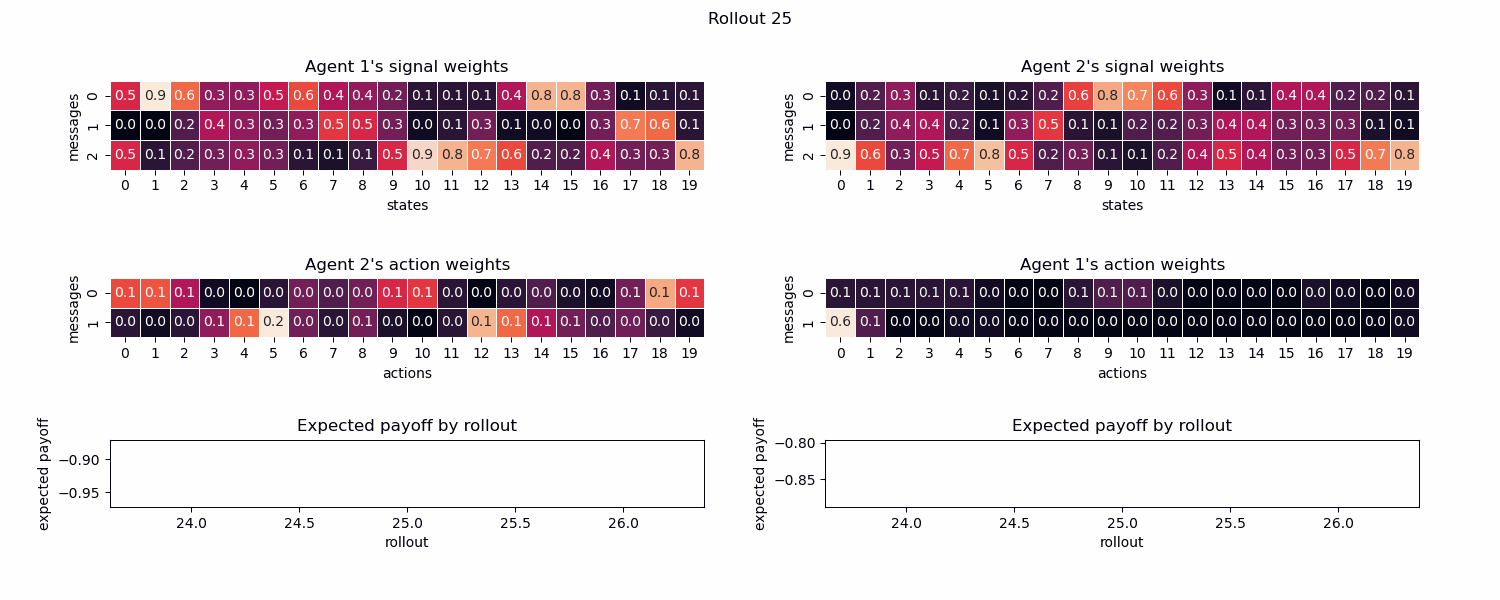 Rollout 25
Agent 1's signal weights
messages
0 0.5 0.9 0.6 0.3 0.3 0.5 0.6 0.4 0.4 0.2 0.1 0.1 0.1 0.4 0.8 0.8 0.3 0.1 0.1 0.1
1 0.0 0.0 0.2 0.4 0.3 0.3 0.3 0.5 0.5 0.3 0.0 0.1 0.3 0.1 0.0 0.0 0.3 0.7 0.6 0.1
2 0.5 0.1 0.2 0.3 0.3 0.3 0.1 0.1 0.1 0.5 0.9 0.8 0.7 0.6 0.2 0.2 0.4 0.3 0.3 0.8
0 1 2 3 4 5 6 7 8 9 10 11 12 13 14 15 16 17 18 19
states
Agent 2's signal weights
messages
0 0.0 0.2 0.3 0.1 0.2 0.1 0.2 0.2 0.6 0.8 0.7 0.6 0.3 0.1 0.1 0.4 0.4 0.2 0.2 0.1
1 0.0 0.2 0.4 0.4 0.2 0.1 0.3 0.5 0.1 0.1 0.2 0.2 0.3 0.4 0.4 0.3 0.3 0.3 0.1 0.1
2 0.9 0.6 0.3 0.5 0.7 0.8 0.5 0.2 0.3 0.1 0.1 0.2 0.4 0.5 0.4 0.3 0.3 0.5 0.7 0.8
0 1 2 3 4 5 6 7 8 9 10 11 12 13 14 15 16 17 18 19
states
Agent 2's action weights
messages
0 0.1 0.1 0.1 0.0 0.0 0.0 0.0 0.0 0.0 0.1 0.1 0.0 0.0 0.0 0.0 0.0 0.0 0.1 0.1 0.1
1 0.0 0.0 0.0 0.1 0.1 0.2 0.0 0.0 0.1 0.0 0.0 0.0 0.1 0.1 0.1 0.1 0.0 0.0 0.0 0.0
0 1 2 3 4 5 6 7 8 9 10 11 12 13 14 15 16 17 18 19
actions
Agent 1's action weights
messages
0 0.1 0.1 0.1 0.1 0.1 0.0 0.0 0.0 0.1 0.1 0.1 0.0 0.0 0.0 0.0 0.0 0.0 0.0 0.0 0.0
1 0.6 0.1 0.0 0.0 0.0 0.0 0.0 0.0 0.0 0.0 0.0 0.0 0.0 0.0 0.0 0.0 0.0 0.0 0.0 0.0
0 1 2 3 4 5 6 7 8 9 10 11 12 13 14 15 16 17 18 19
actions
Expected payoff by rollout
expected payoff
−0.90
−0.95
24.0 24.5 25.0 25.5 26.0
rollout
Expected payoff by rollout
expected payoff
−0.80
−0.85
24.0 24.5 25.0 25.5 26.0
rollout